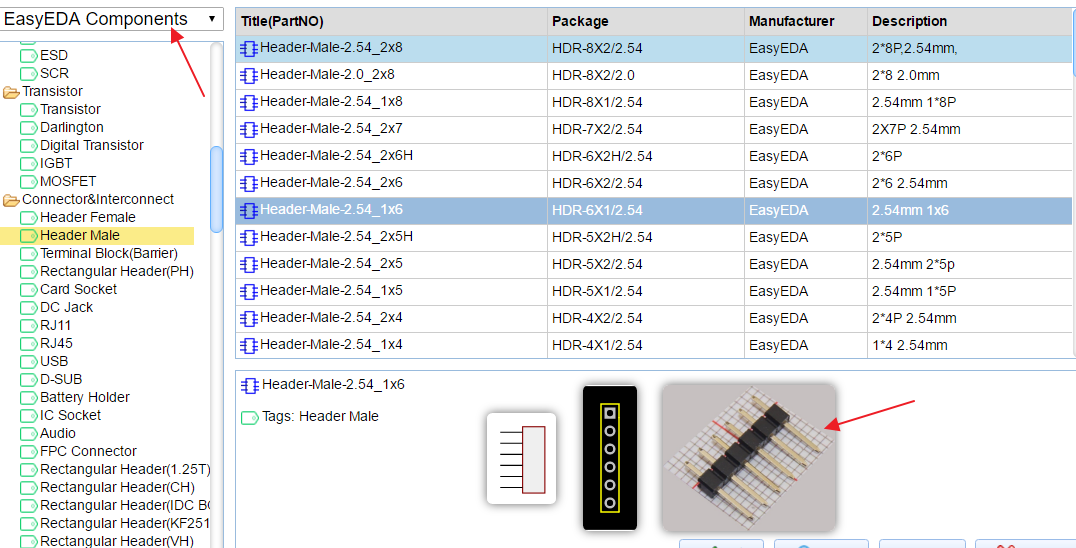 EasyEDA Components
ESD
SCR
Transistor
Transistor
Darlington
Digital Transistor
IGBT
MOSFET
Connector&Interconnect
Header Female
Header Male
Terminal Block(Barrier)
Rectangular Header(PH)
Card Socket
DC Jack
RJ11
RJ45
USB
D-SUB
Battery Holder
IC Socket
Audio
FPC Connector
Rectangular Header(1.25T)
Rectangular Header(CH)
Rectangular Header(IDC BO
Rectangular Header(KF251
Rectangular Header(VH)
Title(PartNO) Package Manufacturer Description
Header-Male-2.54_2x8 HDR-8X2/2.54 EasyEDA 2*8P,2.54mm,
Header-Male-2.0_2x8 HDR-8X2/2.0 EasyEDA 2*8 2.0mm
Header-Male-2.54_1x8 HDR-8X1/2.54 EasyEDA 2.54mm 1*8P
Header-Male-2.54_2x7 HDR-7X2/2.54 EasyEDA 2X7P 2.54mm
Header-Male-2.54_2x6H HDR-6X2H/2.54 EasyEDA 2*6P
Header-Male-2.54_2x6 HDR-6X2/2.54 EasyEDA 2*6 2.54mm
Header-Male-2.54_1x6 HDR-6X1/2.54 EasyEDA 2.54mm 1x6
Header-Male-2.54_2x5H HDR-5X2H/2.54 EasyEDA 2*5P
Header-Male-2.54_2x5 HDR-5X2/2.54 EasyEDA 2.54mm 2*5p
Header-Male-2.54_1x5 HDR-5X1/2.54 EasyEDA 2.54mm 1*5P
Header-Male-2.54_2x4 HDR-4X2/2.54 EasyEDA 2*4P 2.54mm
Header-Male-2.54_1x4 HDR-4X1/2.54 EasyEDA 1*4 2.54mm
Header-Male-2.54_1x6
Tags: Header Male